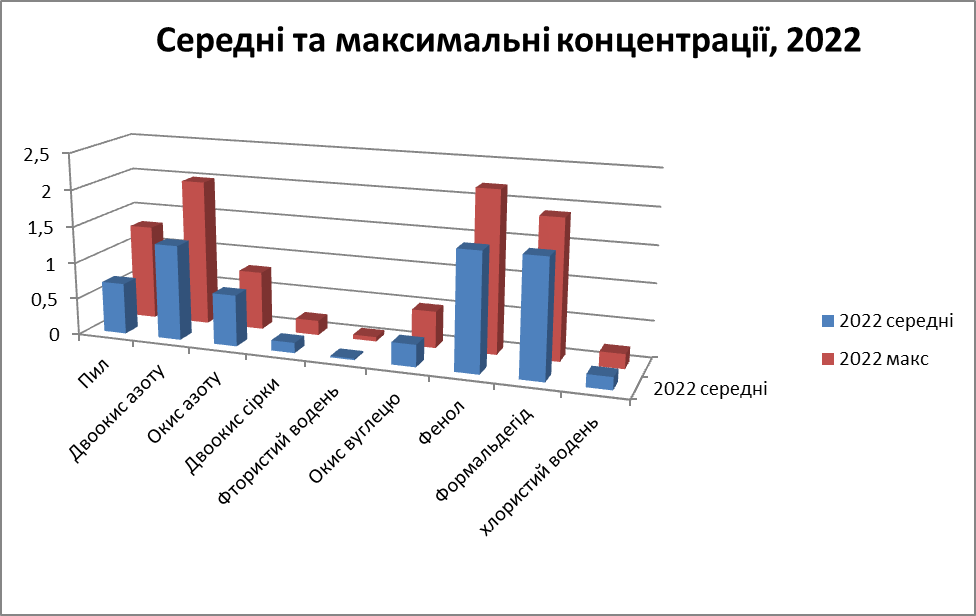 Середні та максимальні концентрації, 2022
2,5
2
1,5
1
0,5
0
Пил
Двоокис азоту
Окис азоту
Двоокис сірки
Фтористий водень
Окис вуглецю
Фенол
Формальдегід
хлористий водень
2022 середні
2022 середні
2022 макс